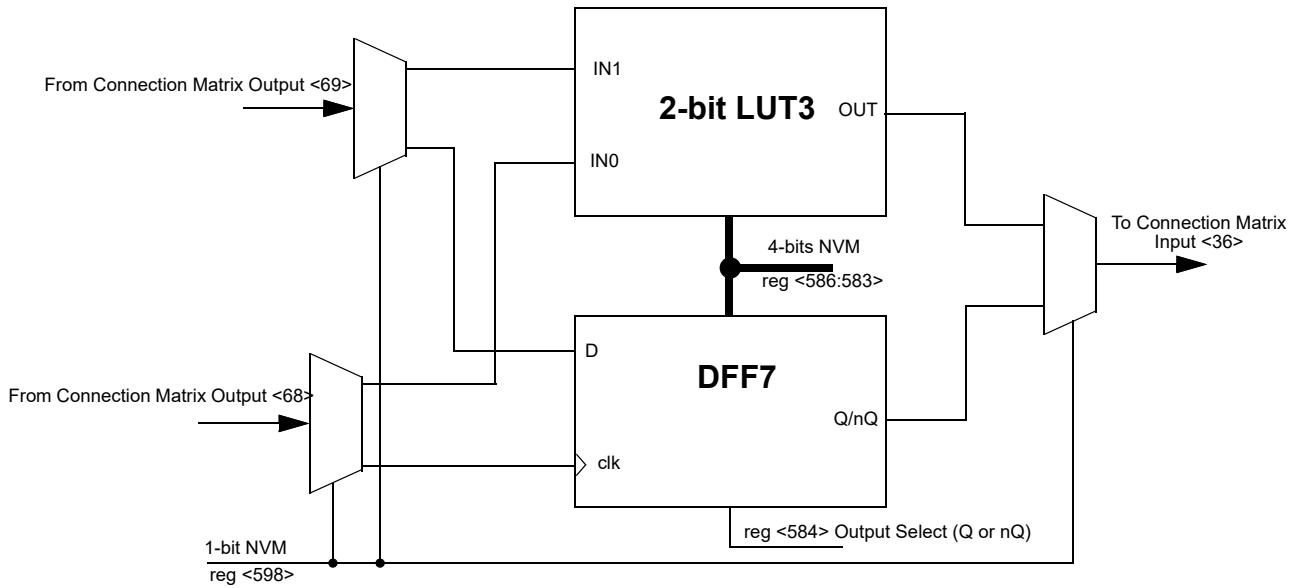 From Connection Matrix Output <69>
IN1
2-bit LUT3
OUT
IN0
To Connection Matrix
Input <36>
4-bits NVM
reg <586:583>
D
DFF7
From Connection Matrix Output <68>
Q/nQ
clk
reg <584> Output Select (Q or nQ)
1-bit NVM
reg <598>